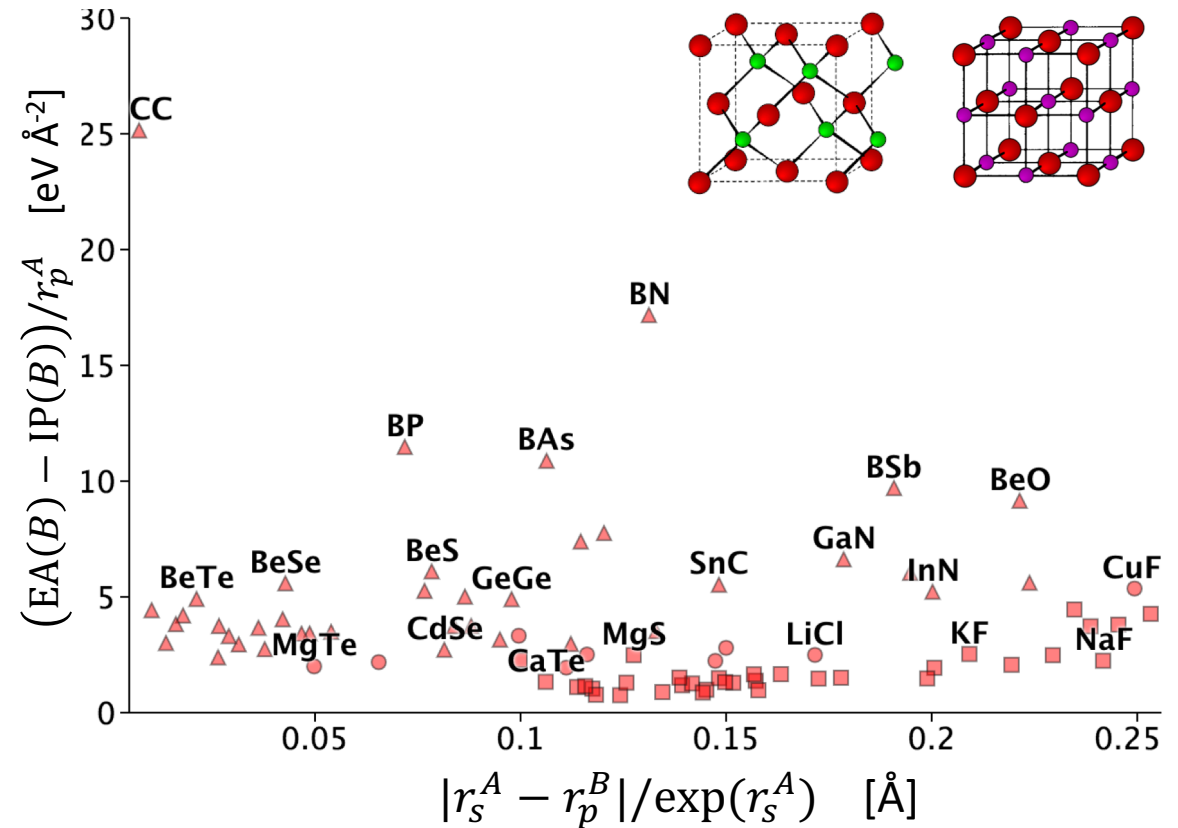 30
CC
25
20
BN
15
BP
BAs
BSb
BeO
10
GaN
BeS
BeSe
SnC
BeTe
GeGe
InN
CuF
5
CdSe
MgS
LiCl
KF
NaF
MgTe
CaTe
0
0.05 0.1 0.15 0.2 0.25
(EA(B) − IP(B))/r_p^A [eV Å^-2]
|r_s^A − r_p^B|/exp(r_s^A) [Å]